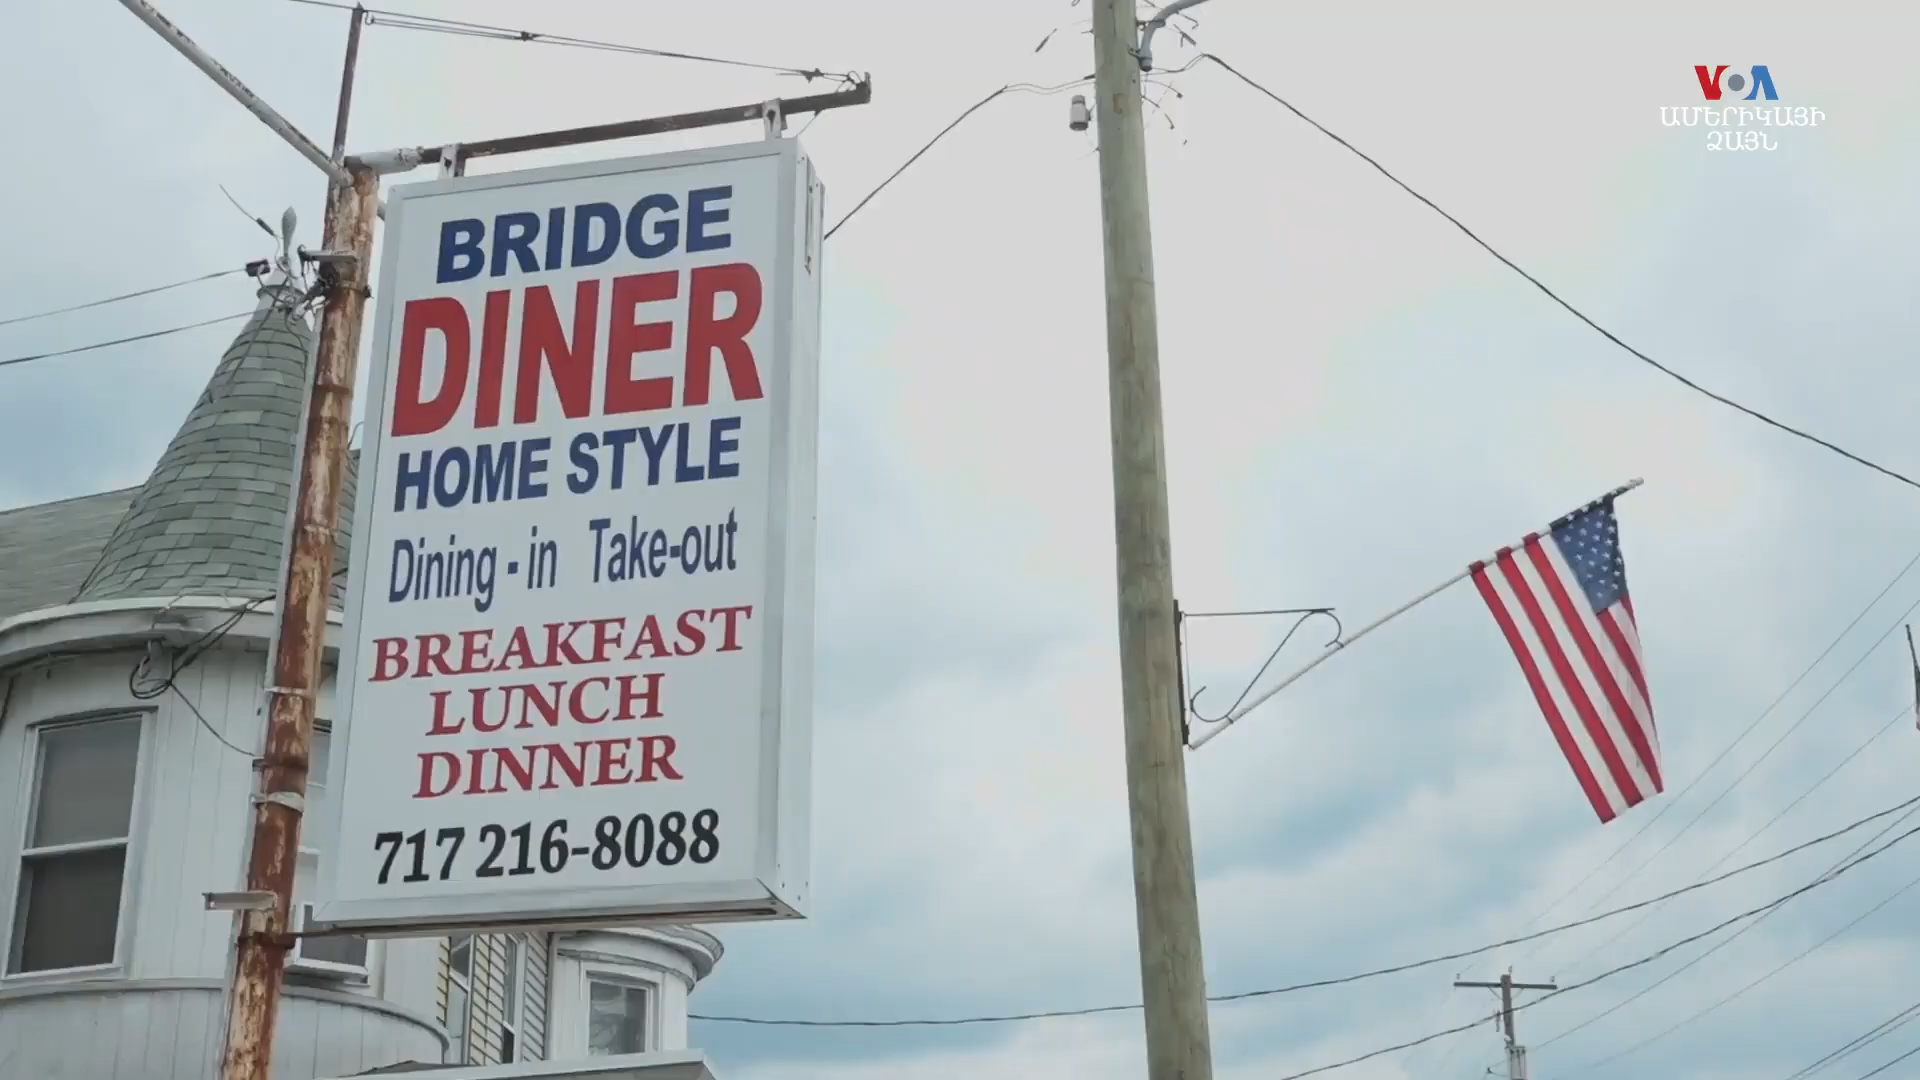 BRIDGE
DINER
HOME STYLE
Dining - in Take-out
BREAKFAST
LUNCH
DINNER
717 216-8088
VOA
ԱՄԵՐԻԿԱՅԻ
ՁԱՅՆ